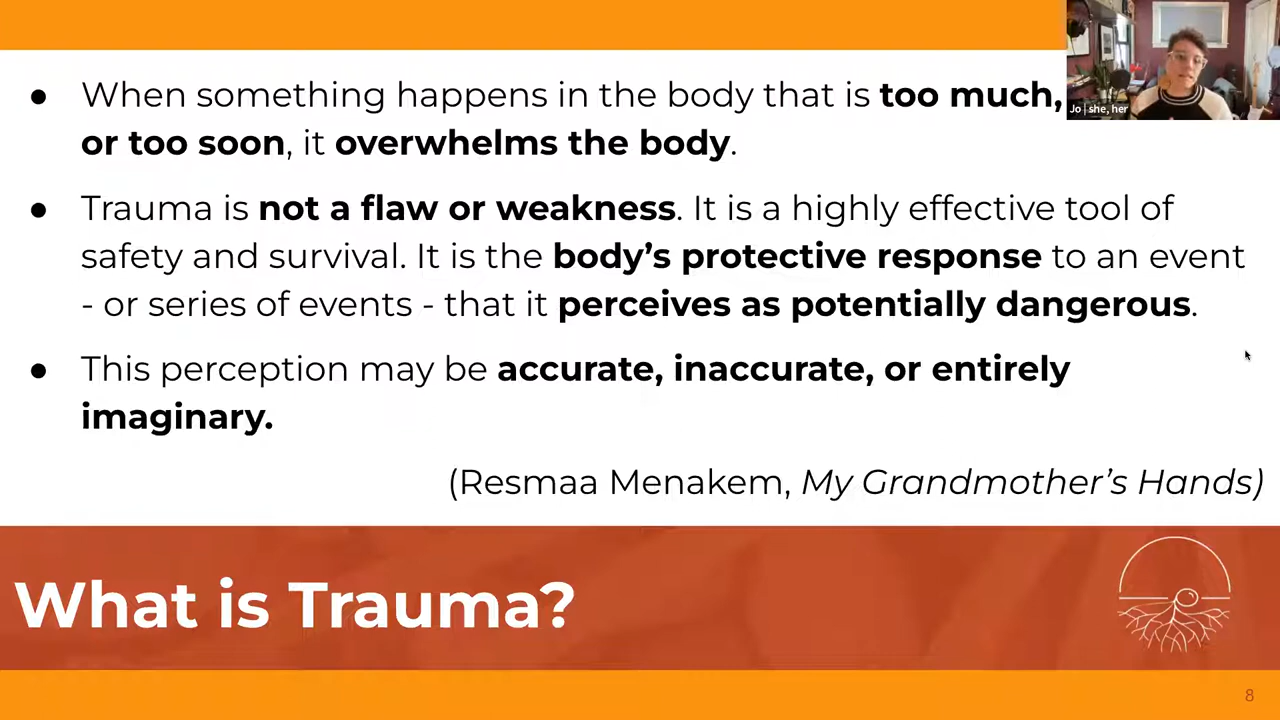 ● When something happens in the body that is too much,
or too soon, it overwhelms the body.
● Trauma is not a flaw or weakness. It is a highly effective tool of
safety and survival. It is the body’s protective response to an event
- or series of events - that it perceives as potentially dangerous.
● This perception may be accurate, inaccurate, or entirely
imaginary.
(Resmaa Menakem, My Grandmother’s Hands)
What is Trauma?
Jo | she, her
8